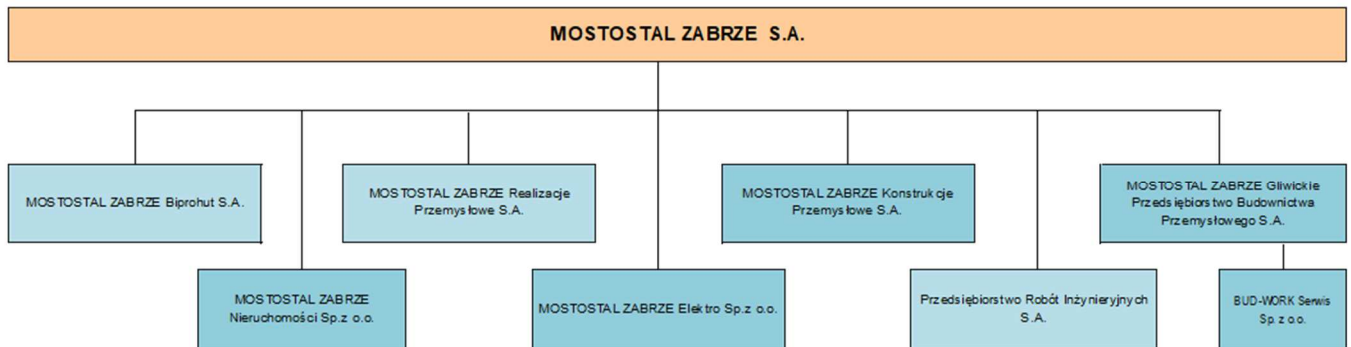 MOSTOSTAL ZABRZE S.A.
MOSTOSTAL ZABRZE Biprohut S.A.
MOSTOSTAL ZABRZE Realizacje
Przemysłowe S.A.
MOSTOSTAL ZABRZE Konstrukcje
Przemysłowe S.A.
MOSTOSTAL ZABRZE Gliwickie
Przedsiębiorstwo Budownictwa
Przemysłowego S.A.
MOSTOSTAL ZABRZE
Nieruchomości Sp.z o.o.
MOSTOSTAL ZABRZE Elektro Sp.z o.o.
Przedsiębiorstwo Robót Inżynieryjnych
S.A.
BUD-WORK Serwis
Sp. z o.o.